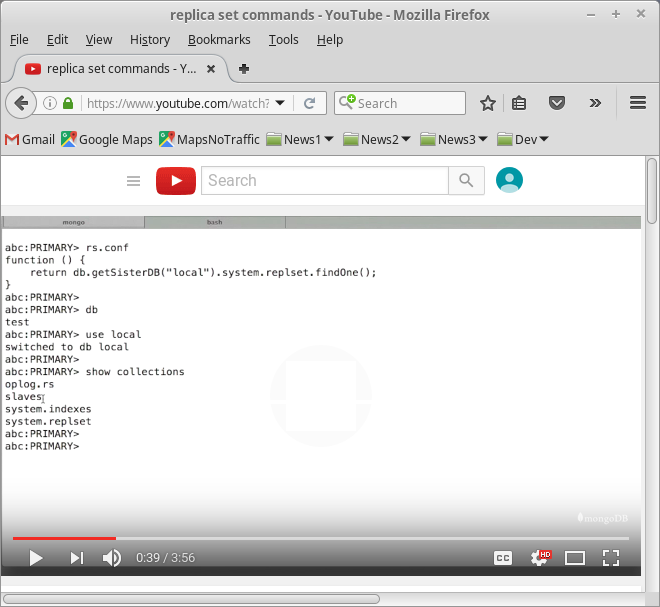 replica set commands - YouTube - Mozilla Firefox
File Edit View History Bookmarks Tools Help
replica set commands - Y...
https://www.youtube.com/watch? Search
Gmail Google Maps MapsNoTraffic News1 News2 News3 Dev
Search
mongo bash
abc:PRIMARY> rs.conf
function () {
    return db.getSisterDB("local").system.replset.findOne();
}
abc:PRIMARY>
abc:PRIMARY> db
test
abc:PRIMARY> use local
switched to db local
abc:PRIMARY>
abc:PRIMARY> show collections
oplog.rs
slaves
system.indexes
system.replset
abc:PRIMARY>
abc:PRIMARY>
mongoDB
0:39 / 3:56 CC HD